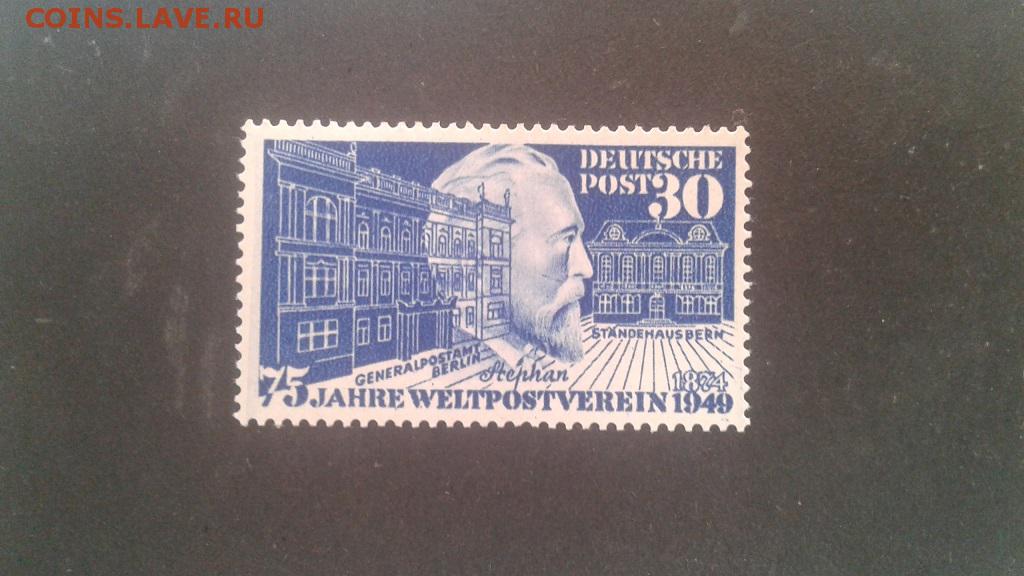 COINS.LAVE.RU
DEUTSCHE
POST 30
STÄNDEHAUS BERN
GENERALPOSTAMT
BERLIN
Stephan
1874
75 JAHRE WELTPOSTVEREIN 1949